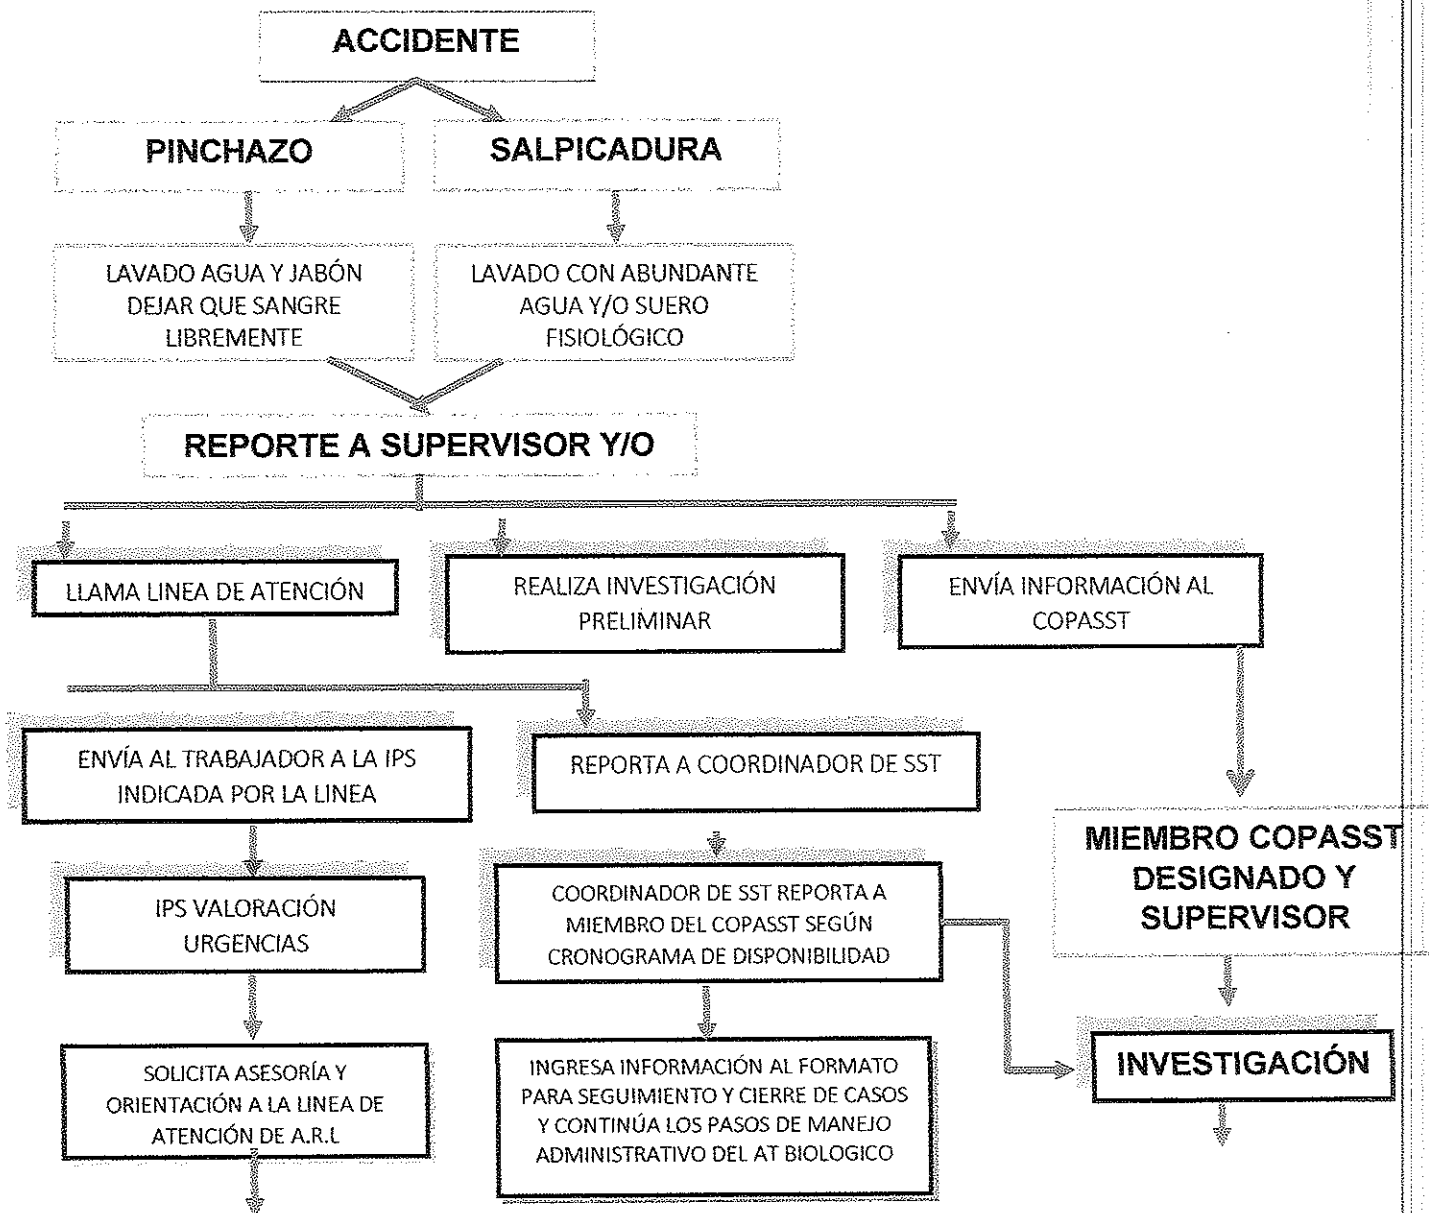 ACCIDENTE
PINCHAZO
SALPICADURA
LAVADO AGUA Y JABÓN
DEJAR QUE SANGRE
LIBREMENTE
LAVADO CON ABUNDANTE
AGUA Y/O SUERO
FISIOLÓGICO
REPORTE A SUPERVISOR Y/O
LLAMA LINEA DE ATENCIÓN
REALIZA INVESTIGACIÓN
PRELIMINAR
ENVÍA INFORMACIÓN AL
COPASST
ENVÍA AL TRABAJADOR A LA IPS
INDICADA POR LA LINEA
REPORTA A COORDINADOR DE SST
MIEMBRO COPASST
DESIGNADO Y
SUPERVISOR
IPS VALORACIÓN
URGENCIAS
COORDINADOR DE SST REPORTA A
MIEMBRO DEL COPASST SEGÚN
CRONOGRAMA DE DISPONIBILIDAD
INVESTIGACIÓN
SOLICITA ASESORÍA Y
ORIENTACIÓN A LA LINEA DE
ATENCIÓN DE A.R.L
INGRESA INFORMACIÓN AL FORMATO
PARA SEGUIMIENTO Y CIERRE DE CASOS
Y CONTINÚA LOS PASOS DE MANEJO
ADMINISTRATIVO DEL AT BIOLOGICO